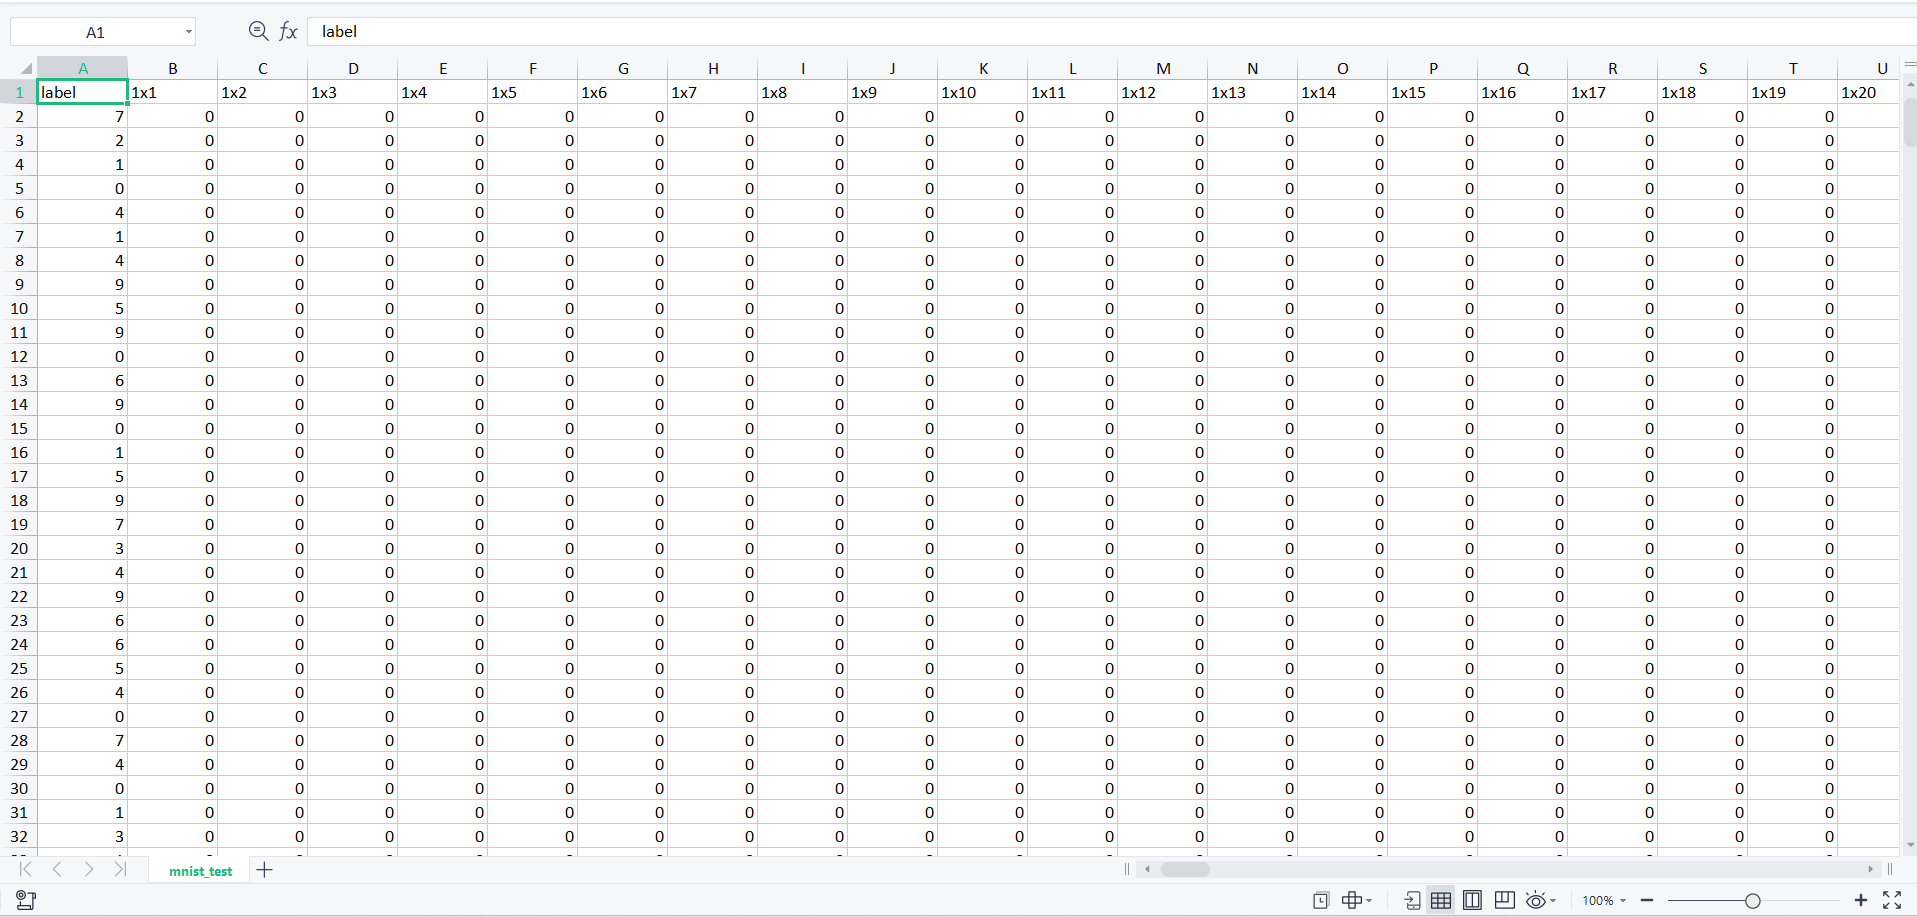 A1 fx label
A B C D E F G H I J K L M N O P Q R S T U
1 label 1x1 1x2 1x3 1x4 1x5 1x6 1x7 1x8 1x9 1x10 1x11 1x12 1x13 1x14 1x15 1x16 1x17 1x18 1x19 1x20
2 7 0 0 0 0 0 0 0 0 0 0 0 0 0 0 0 0 0 0 0
3 2 0 0 0 0 0 0 0 0 0 0 0 0 0 0 0 0 0 0 0
4 1 0 0 0 0 0 0 0 0 0 0 0 0 0 0 0 0 0 0 0
5 0 0 0 0 0 0 0 0 0 0 0 0 0 0 0 0 0 0 0 0
6 4 0 0 0 0 0 0 0 0 0 0 0 0 0 0 0 0 0 0 0
7 1 0 0 0 0 0 0 0 0 0 0 0 0 0 0 0 0 0 0 0
8 4 0 0 0 0 0 0 0 0 0 0 0 0 0 0 0 0 0 0 0
9 9 0 0 0 0 0 0 0 0 0 0 0 0 0 0 0 0 0 0 0
10 5 0 0 0 0 0 0 0 0 0 0 0 0 0 0 0 0 0 0 0
11 9 0 0 0 0 0 0 0 0 0 0 0 0 0 0 0 0 0 0 0
12 0 0 0 0 0 0 0 0 0 0 0 0 0 0 0 0 0 0 0 0
13 6 0 0 0 0 0 0 0 0 0 0 0 0 0 0 0 0 0 0 0
14 9 0 0 0 0 0 0 0 0 0 0 0 0 0 0 0 0 0 0 0
15 0 0 0 0 0 0 0 0 0 0 0 0 0 0 0 0 0 0 0 0
16 1 0 0 0 0 0 0 0 0 0 0 0 0 0 0 0 0 0 0 0
17 5 0 0 0 0 0 0 0 0 0 0 0 0 0 0 0 0 0 0 0
18 9 0 0 0 0 0 0 0 0 0 0 0 0 0 0 0 0 0 0 0
19 7 0 0 0 0 0 0 0 0 0 0 0 0 0 0 0 0 0 0 0
20 3 0 0 0 0 0 0 0 0 0 0 0 0 0 0 0 0 0 0 0
21 4 0 0 0 0 0 0 0 0 0 0 0 0 0 0 0 0 0 0 0
22 9 0 0 0 0 0 0 0 0 0 0 0 0 0 0 0 0 0 0 0
23 6 0 0 0 0 0 0 0 0 0 0 0 0 0 0 0 0 0 0 0
24 6 0 0 0 0 0 0 0 0 0 0 0 0 0 0 0 0 0 0 0
25 5 0 0 0 0 0 0 0 0 0 0 0 0 0 0 0 0 0 0 0
26 4 0 0 0 0 0 0 0 0 0 0 0 0 0 0 0 0 0 0 0
27 0 0 0 0 0 0 0 0 0 0 0 0 0 0 0 0 0 0 0 0
28 7 0 0 0 0 0 0 0 0 0 0 0 0 0 0 0 0 0 0 0
29 4 0 0 0 0 0 0 0 0 0 0 0 0 0 0 0 0 0 0 0
30 0 0 0 0 0 0 0 0 0 0 0 0 0 0 0 0 0 0 0 0
31 1 0 0 0 0 0 0 0 0 0 0 0 0 0 0 0 0 0 0 0
32 3 0 0 0 0 0 0 0 0 0 0 0 0 0 0 0 0 0 0 0
mnist_test
100%